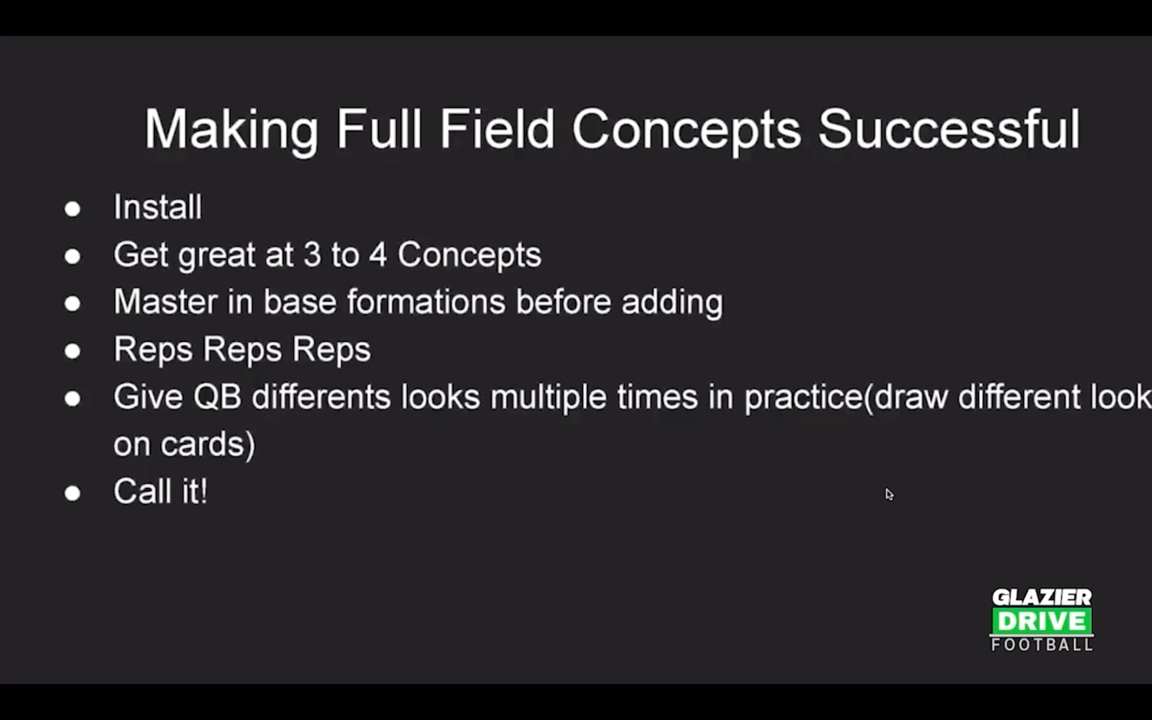 Making Full Field Concepts Successful
● Install
● Get great at 3 to 4 Concepts
● Master in base formations before adding
● Reps Reps Reps
● Give QB differents looks multiple times in practice(draw different look
on cards)
● Call it!
GLAZIER
DRIVE
FOOTBALL